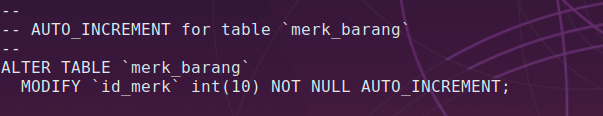 --
-- AUTO_INCREMENT for table `merk_barang`
--
ALTER TABLE `merk_barang`
  MODIFY `id_merk` int(10) NOT NULL AUTO_INCREMENT;